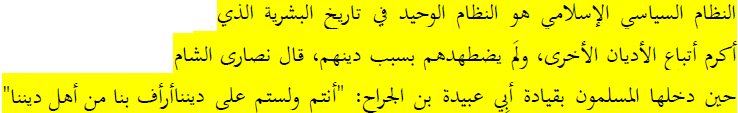 النظام السياسي الإسلامي هو النظام الوحيد في تاريخ البشرية الذي
أكرم أتباع الأديان الأخرى، ولَم يضطهدهم بسبب دينهم، قال نصارى الشام
حين دخلها المسلمون بقيادة أبِي عبيدة بن الجراح: "أنتم ولستم على ديننا‌أرأف بنا من أهل ديننا"